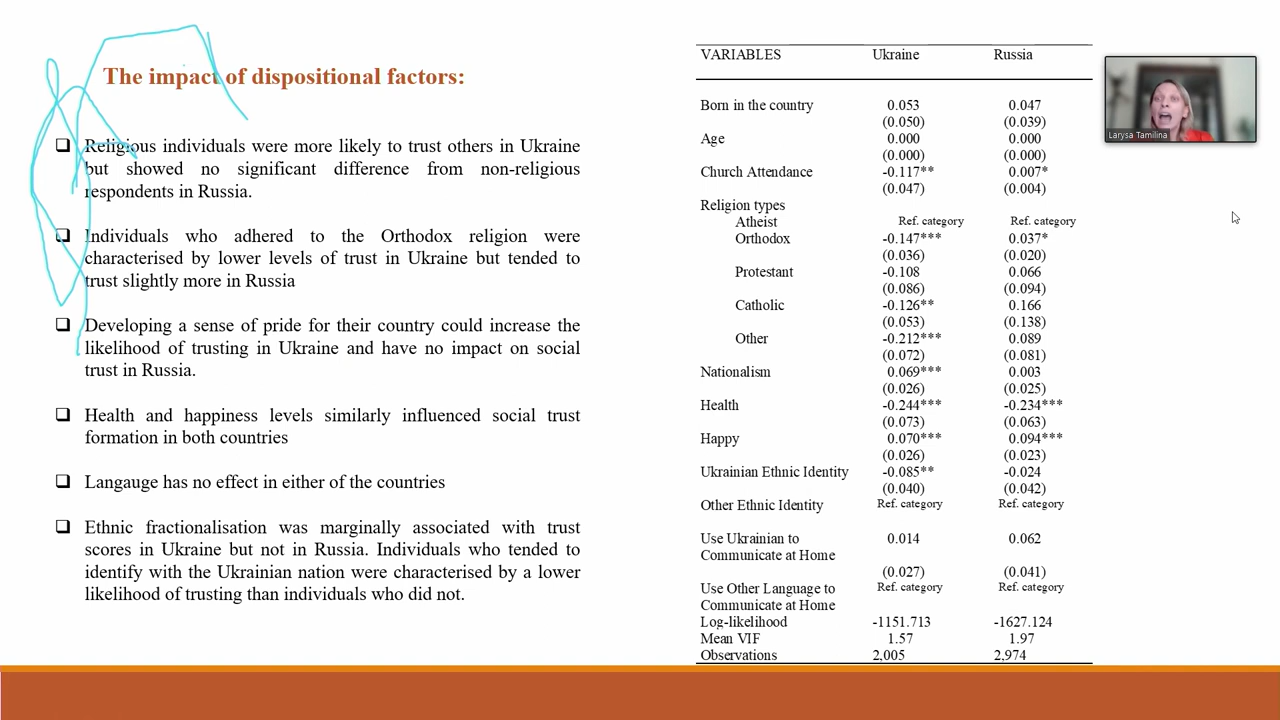 The impact of dispositional factors:
❑ Religious individuals were more likely to trust others in Ukraine
but showed no significant difference from non-religious
respondents in Russia.
❑ Individuals who adhered to the Orthodox religion were
characterised by lower levels of trust in Ukraine but tended to
trust slightly more in Russia
❑ Developing a sense of pride for their country could increase the
likelihood of trusting in Ukraine and have no impact on social
trust in Russia.
❑ Health and happiness levels similarly influenced social trust
formation in both countries
❑ Langauge has no effect in either of the countries
❑ Ethnic fractionalisation was marginally associated with trust
scores in Ukraine but not in Russia. Individuals who tended to
identify with the Ukrainian nation were characterised by a lower
likelihood of trusting than individuals who did not.
VARIABLES Ukraine Russia
Born in the country 0.053 0.047
(0.050) (0.039)
Age 0.000 0.000
(0.000) (0.000)
Church Attendance -0.117** 0.007*
(0.047) (0.004)
Religion types
Atheist Ref. category Ref. category
Orthodox -0.147*** 0.037*
(0.036) (0.020)
Protestant -0.108 0.066
(0.086) (0.094)
Catholic -0.126** 0.166
(0.053) (0.138)
Other -0.212*** 0.089
(0.072) (0.081)
Nationalism 0.069*** 0.003
(0.026) (0.025)
Health -0.244*** -0.234***
(0.073) (0.063)
Happy 0.070*** 0.094***
(0.026) (0.023)
Ukrainian Ethnic Identity -0.085** -0.024
(0.040) (0.042)
Other Ethnic Identity Ref. category Ref. category
Use Ukrainian to 0.014 0.062
Communicate at Home
(0.027) (0.041)
Use Other Language to Ref. category Ref. category
Communicate at Home
Log-likelihood -1151.713 -1627.124
Mean VIF 1.57 1.97
Observations 2,005 2,974
Larysa Tamilina